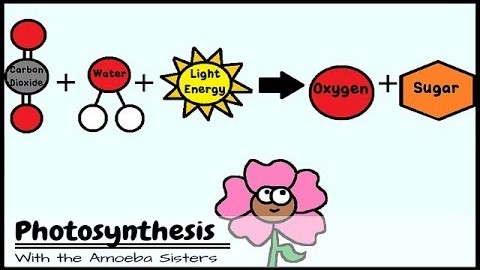 Carbon
Dioxide
+
Water
+
Light
Energy
Oxygen
+
Sugar
Photosynthesis
With the Amoeba Sisters